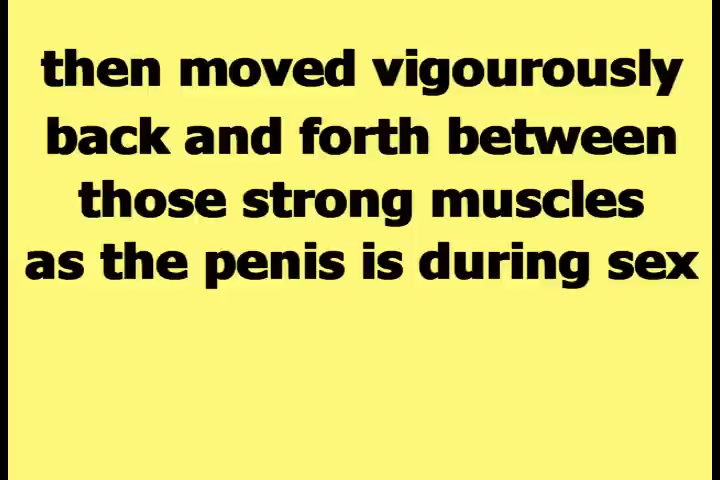 then moved vigourously
back and forth between
those strong muscles
as the penis is during sex